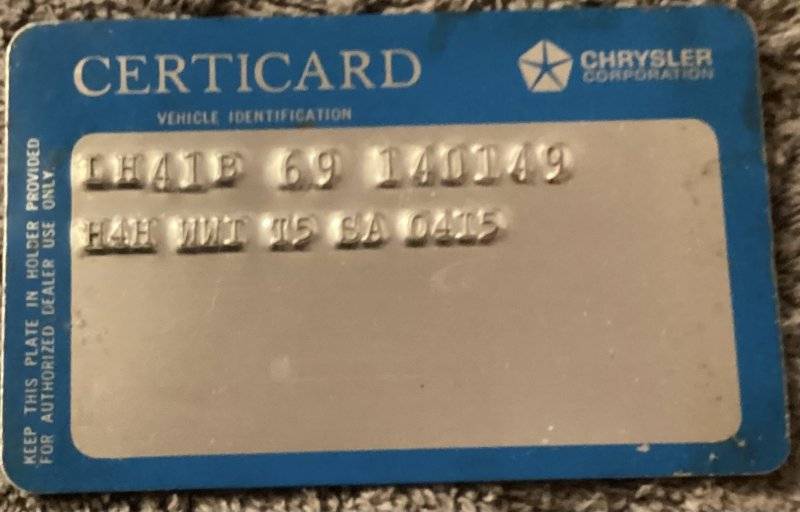 CERTICARD
CHRYSLER
CORPORATION
VEHICLE IDENTIFICATION
LH41B 69 140149
H4H WWT T5 SA 04T5
KEEP THIS PLATE IN HOLDER PROVIDED
FOR AUTHORIZED DEALER USE ONLY.